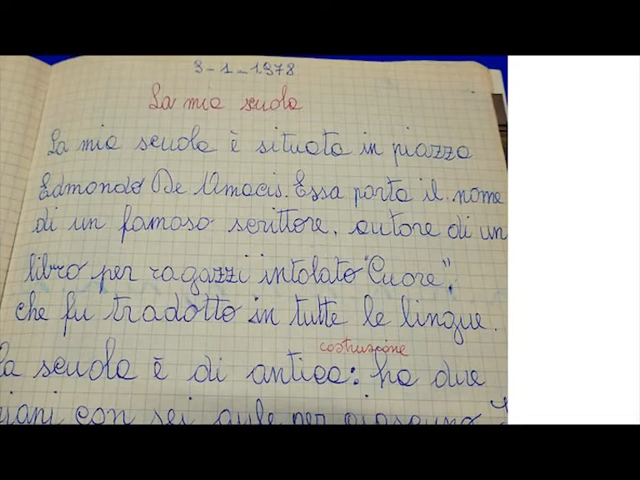 3-1-1978
La mia scuola
La mia scuola è situata in piazza
Edmondo De Amicis. Essa porta il nome
di un famoso scrittore, autore di un
libro per ragazzi intolato "Cuore",
che fu tradotto in tutte le lingue.
costruzione
La scuola è di antica: ha due
piani con sei aule per ciascuno